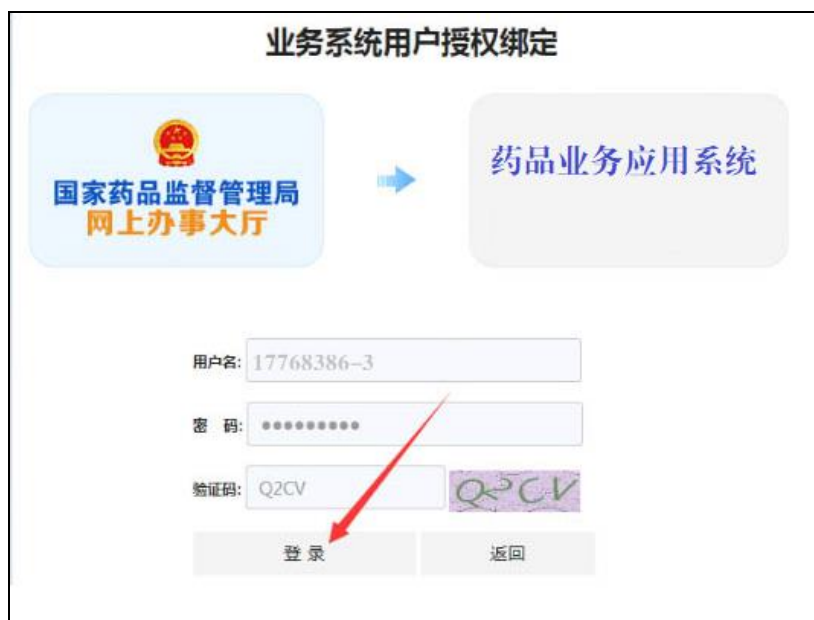 业务系统用户授权绑定
国家药品监督管理局
网上办事大厅
药品业务应用系统
用户名: 17768386-3
密 码: ●●●●●●●●●
验证码: Q2CV Q2CV
登录 返回